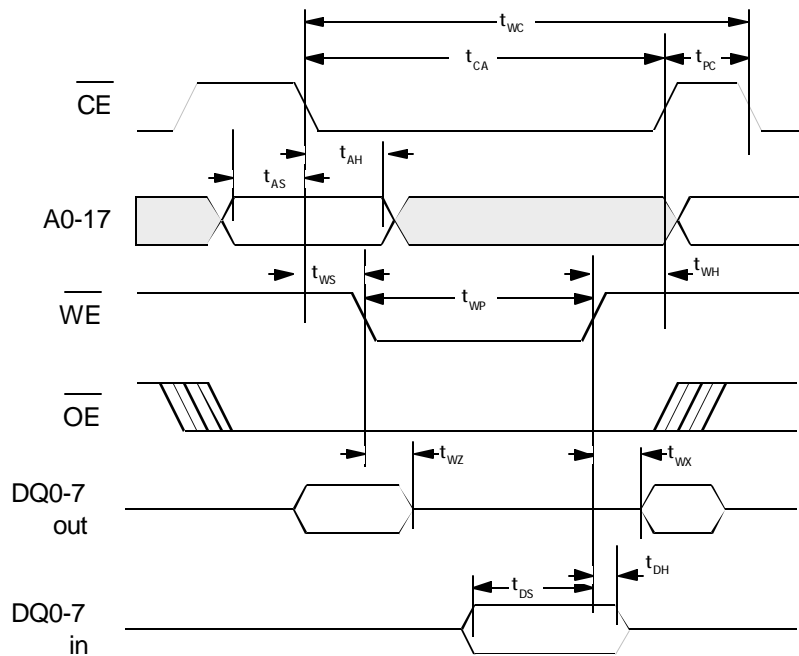 tWC
tCA tPC
CE
tAH
tAS
A0-17
tWS tWP tWH
WE
OE
tWZ tWX
DQ0-7
out
tDS tDH
DQ0-7
in